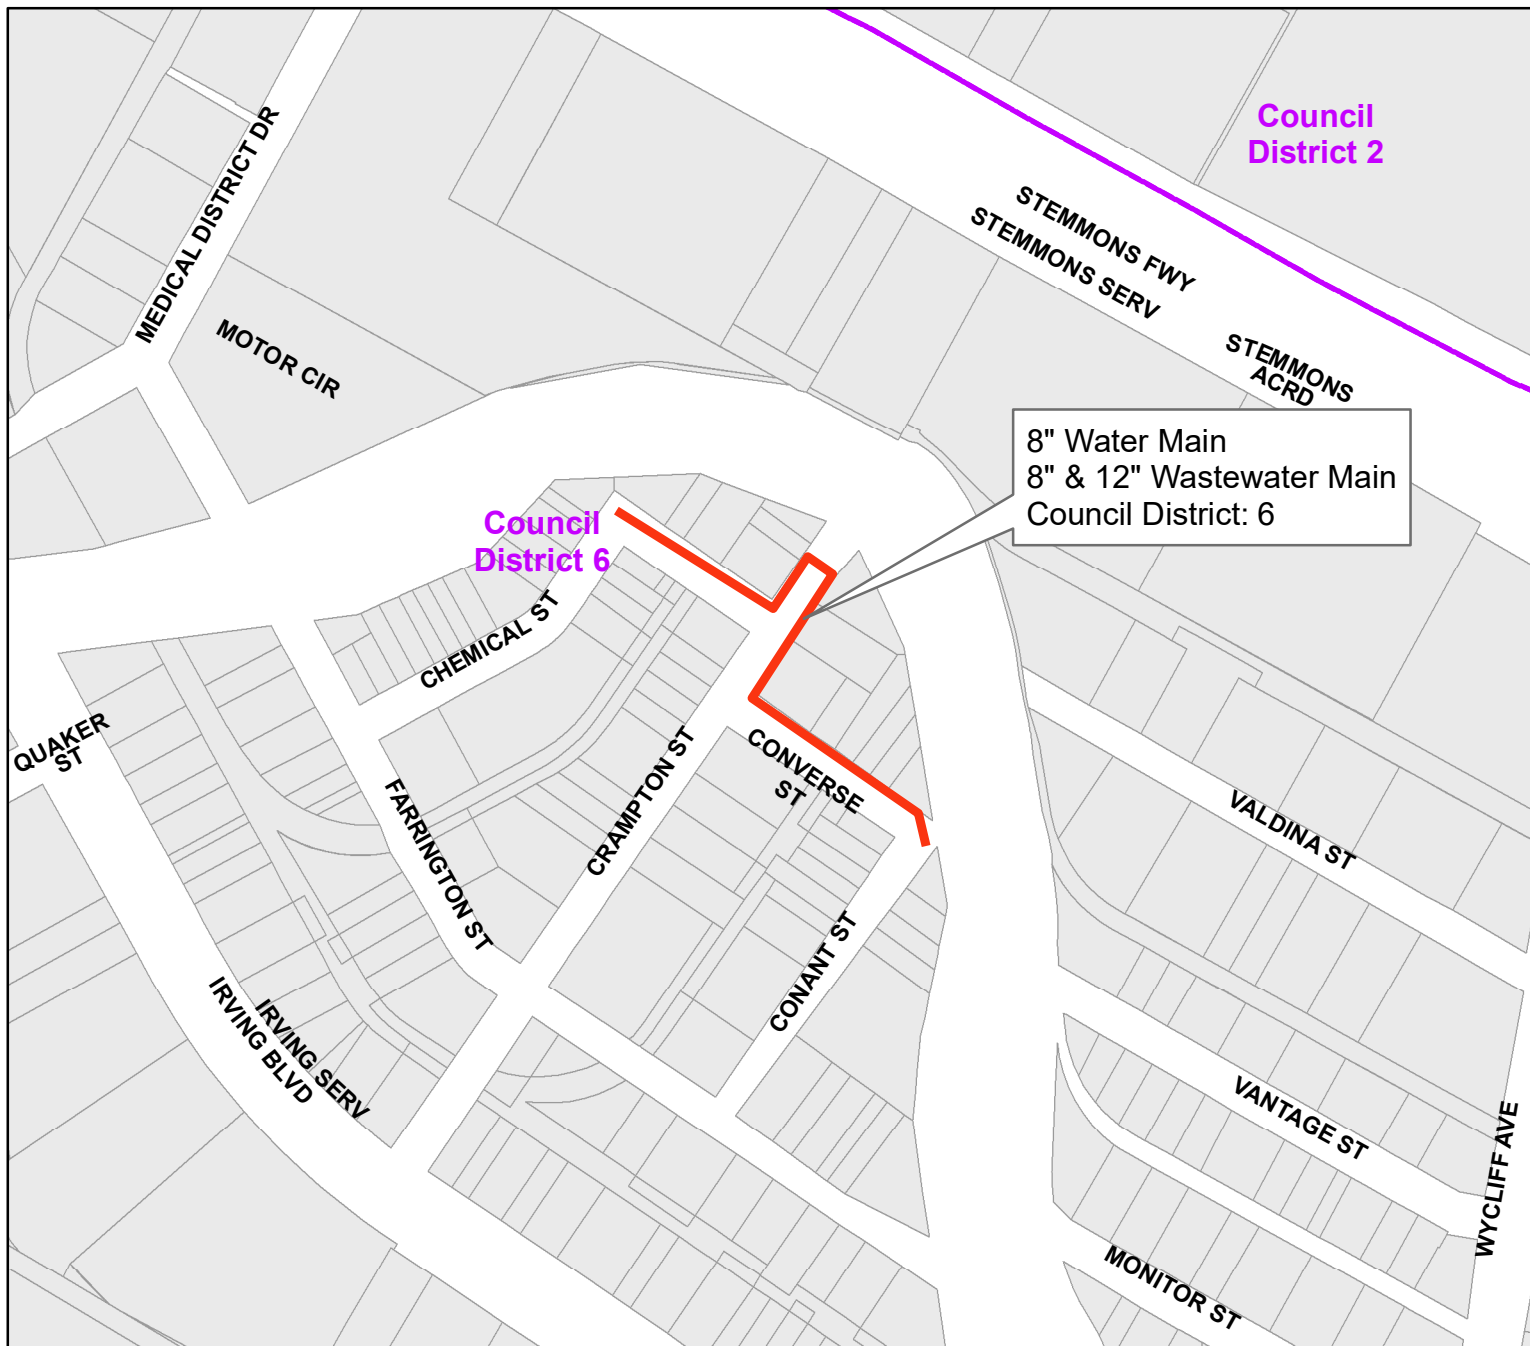 Council
District 2
MEDICAL DISTRICT DR
STEMMONS FWY
STEMMONS SERV
MOTOR CIR
STEMMONS
ACRD
8" Water Main
8" & 12" Wastewater Main
Council District: 6
Council
District 6
CHEMICAL ST
QUAKER
ST
CONVERSE
ST
CRAMPTON ST
FARRINGTON ST
VALDINA ST
CONANT ST
IRVING SERV
IRVING BLVD
VANTAGE ST
WYCLIFF AVE
MONITOR ST